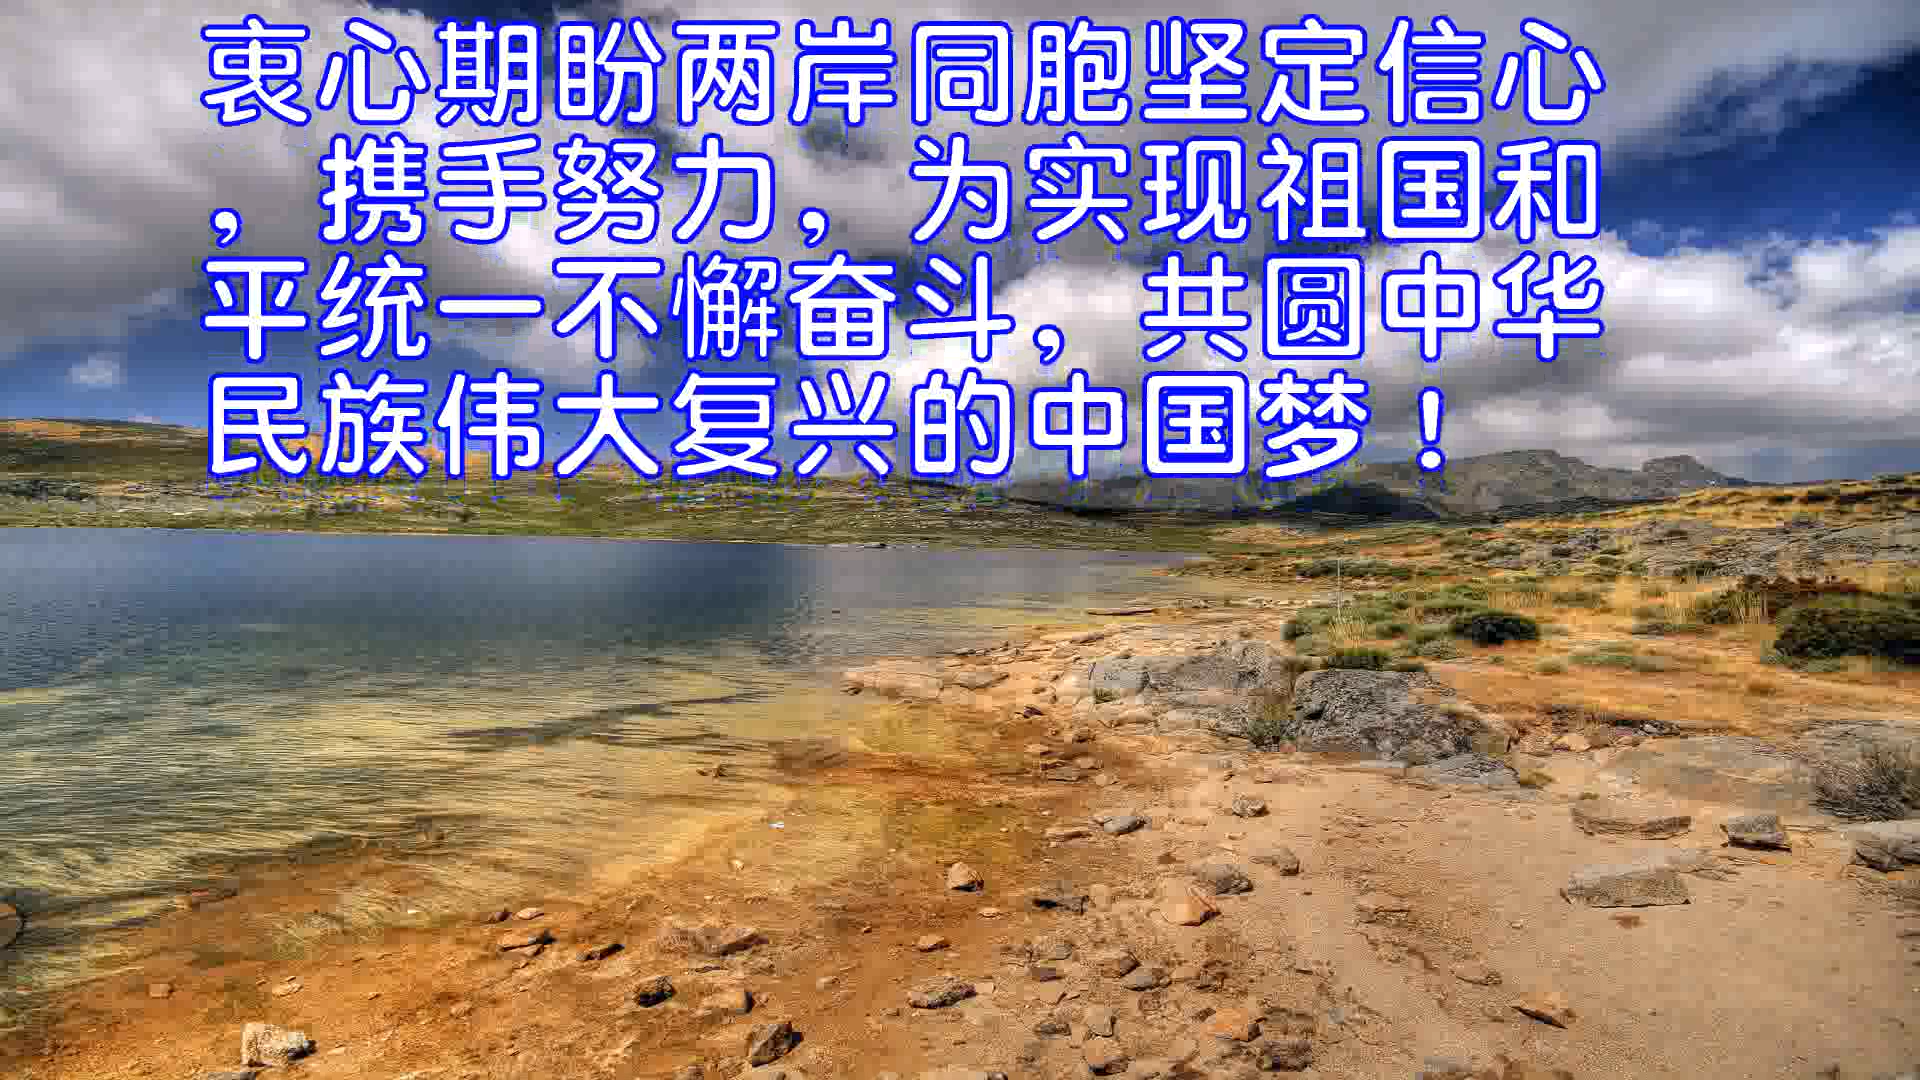 衷心期盼两岸同胞坚定信心
，携手努力，为实现祖国和
平统一不懈奋斗，共圆中华
民族伟大复兴的中国梦！